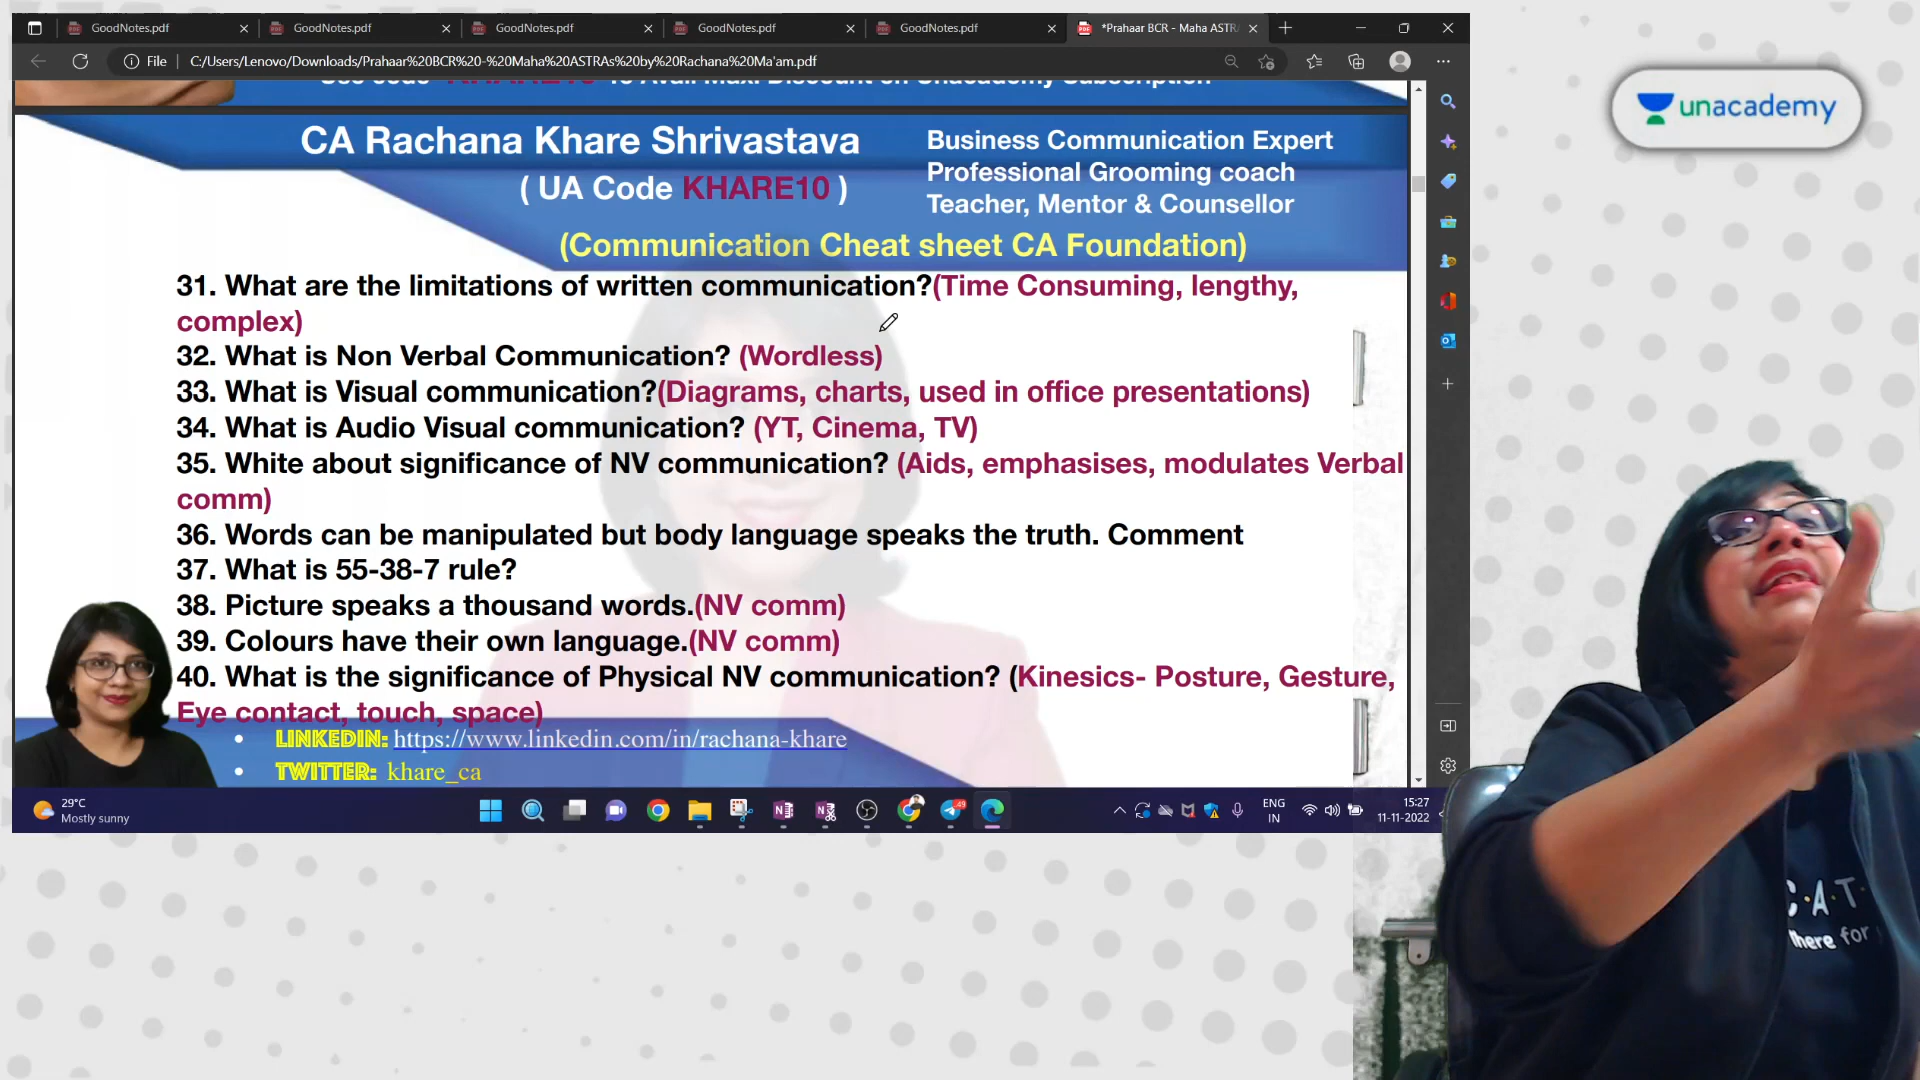 GoodNotes.pdf
GoodNotes.pdf
GoodNotes.pdf
GoodNotes.pdf
GoodNotes.pdf
*Prahaar BCR - Maha ASTR
File
C:/Users/Lenovo/Downloads/Prahaar%20BCR%20-%20Maha%20ASTRAs%20by%20Rachana%20Ma'am.pdf
To Avail Max. Discount on Unacademy Subscription
unacademy
CA Rachana Khare Shrivastava
( UA Code KHARE10 )
Business Communication Expert
Professional Grooming coach
Teacher, Mentor & Counsellor
(Communication Cheat sheet CA Foundation)
31. What are the limitations of written communication?(Time Consuming, lengthy,
complex)
32. What is Non Verbal Communication? (Wordless)
33. What is Visual communication?(Diagrams, charts, used in office presentations)
34. What is Audio Visual communication? (YT, Cinema, TV)
35. White about significance of NV communication? (Aids, emphasises, modulates Verbal
comm)
36. Words can be manipulated but body language speaks the truth. Comment
37. What is 55-38-7 rule?
38. Picture speaks a thousand words.(NV comm)
39. Colours have their own language.(NV comm)
40. What is the significance of Physical NV communication? (Kinesics- Posture, Gesture,
Eye contact, touch, space)
• LINKEDIN: https://www.linkedin.com/in/rachana-khare
• TWITTER: khare_ca
29°C
Mostly sunny
49
ENG
IN
15:27
11-11-2022
C·A·T·
there for